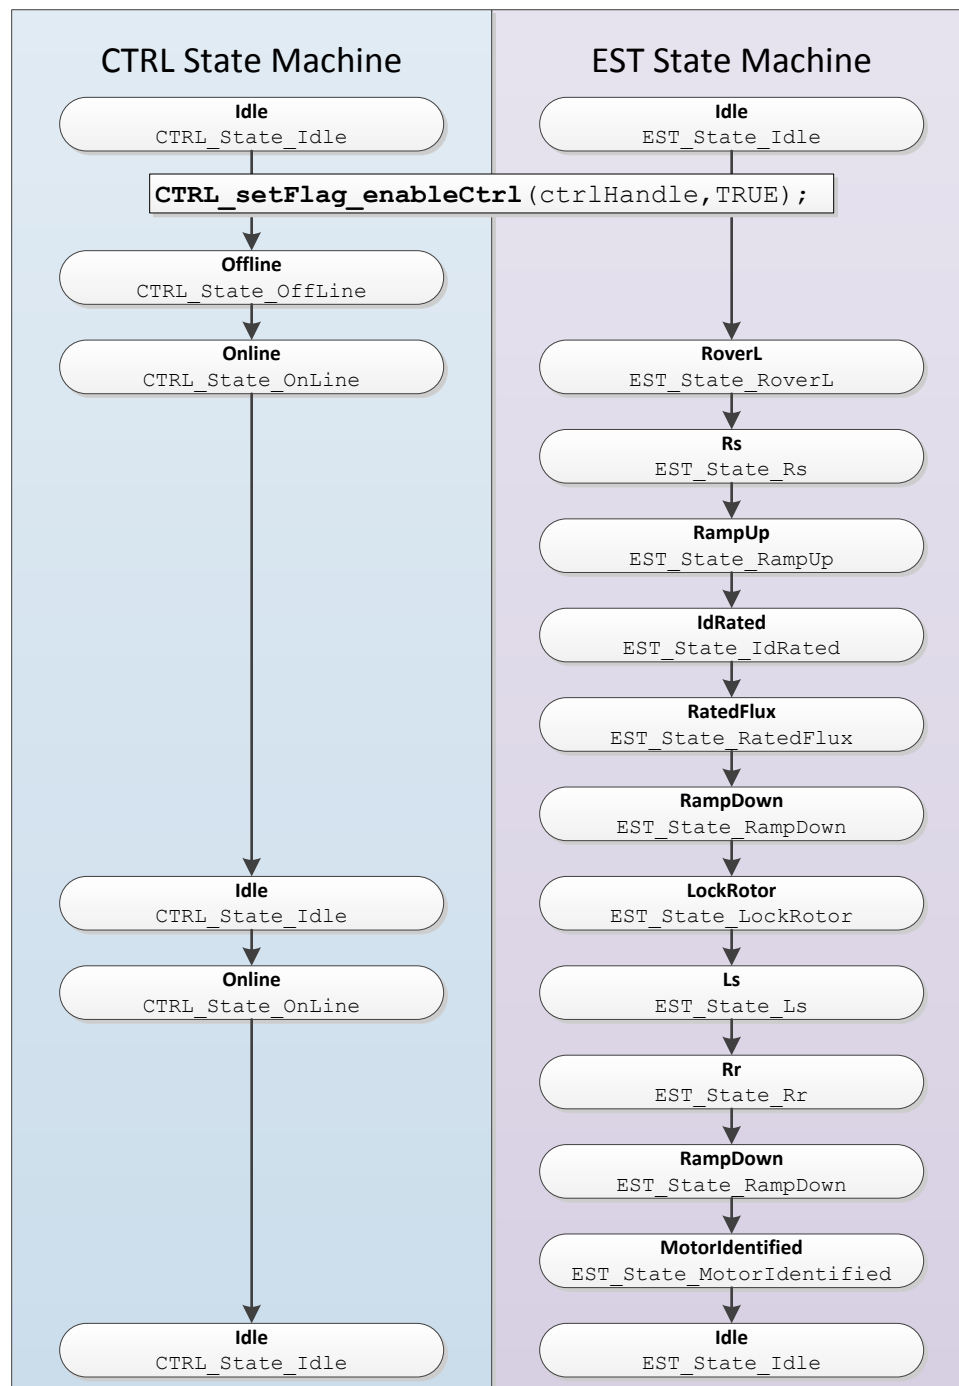 CTRL State Machine
EST State Machine
Idle
CTRL_State_Idle
Idle
EST_State_Idle
CTRL_setFlag_enableCtrl(ctrlHandle,TRUE);
Offline
CTRL_State_OffLine
Online
CTRL_State_OnLine
RoverL
EST_State_RoverL
Rs
EST_State_Rs
RampUp
EST_State_RampUp
IdRated
EST_State_IdRated
RatedFlux
EST_State_RatedFlux
RampDown
EST_State_RampDown
Idle
CTRL_State_Idle
LockRotor
EST_State_LockRotor
Online
CTRL_State_OnLine
Ls
EST_State_Ls
Rr
EST_State_Rr
RampDown
EST_State_RampDown
MotorIdentified
EST_State_MotorIdentified
Idle
CTRL_State_Idle
Idle
EST_State_Idle